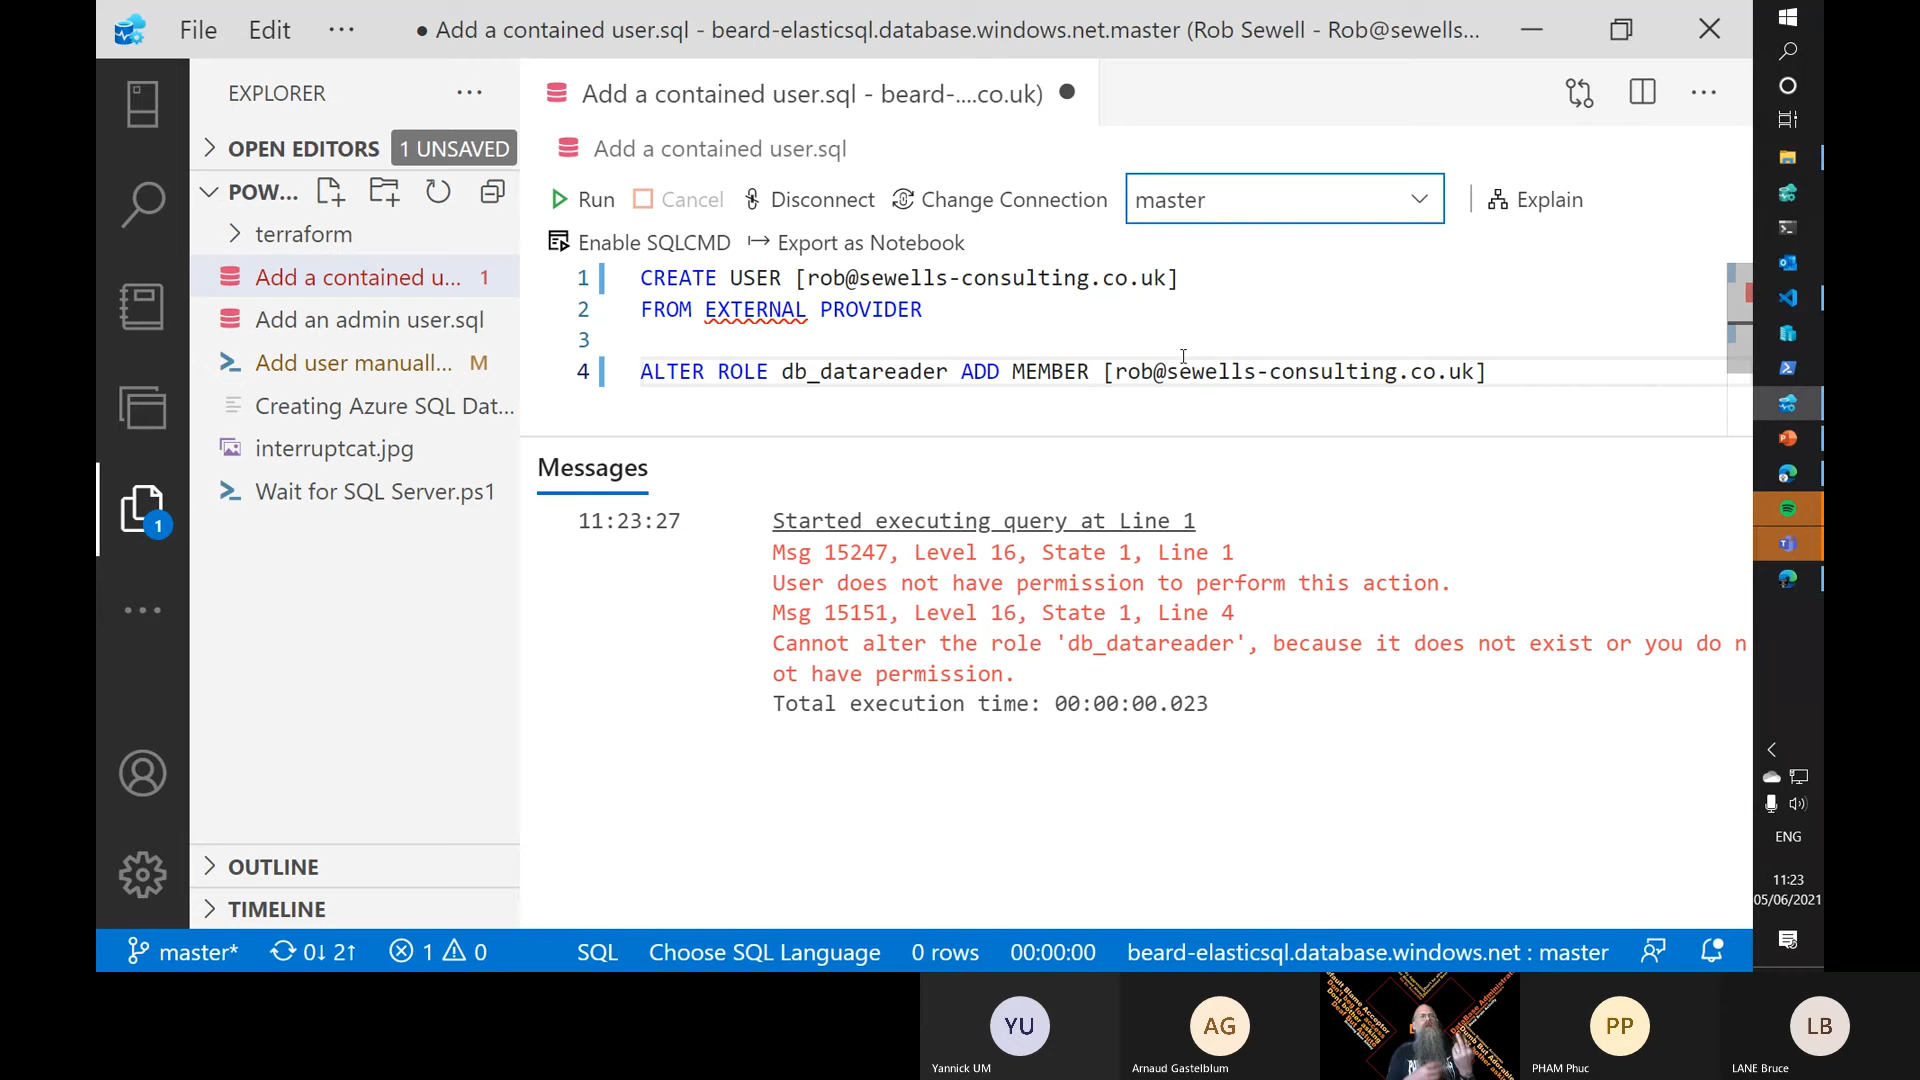 File Edit ··· ● Add a contained user.sql - beard-elasticsql.database.windows.net.master (Rob Sewell - Rob@sewells...
EXPLORER ···
OPEN EDITORS 1 UNSAVED
POW...
terraform
Add a contained u... 1
Add an admin user.sql
Add user manuall... M
Creating Azure SQL Dat...
interruptcat.jpg
Wait for SQL Server.ps1
OUTLINE
TIMELINE
Add a contained user.sql - beard-....co.uk) ●
Add a contained user.sql
Run Cancel Disconnect Change Connection master Explain
Enable SQLCMD Export as Notebook
1 CREATE USER [rob@sewells-consulting.co.uk]
2 FROM EXTERNAL PROVIDER
3
4 ALTER ROLE db_datareader ADD MEMBER [rob@sewells-consulting.co.uk]
Messages
11:23:27 Started executing query at Line 1
Msg 15247, Level 16, State 1, Line 1
User does not have permission to perform this action.
Msg 15151, Level 16, State 1, Line 4
Cannot alter the role 'db_datareader', because it does not exist or you do n
ot have permission.
Total execution time: 00:00:00.023
1
master* 0↓ 2↑ 1 0 SQL Choose SQL Language 0 rows 00:00:00 beard-elasticsql.database.windows.net : master
ENG
11:23
05/06/2021
YU
Yannick UM
AG
Arnaud Gastelblum
Default Blame Acceptor
DataBase Administrator
PP
PHAM Phuc
LB
LANE Bruce